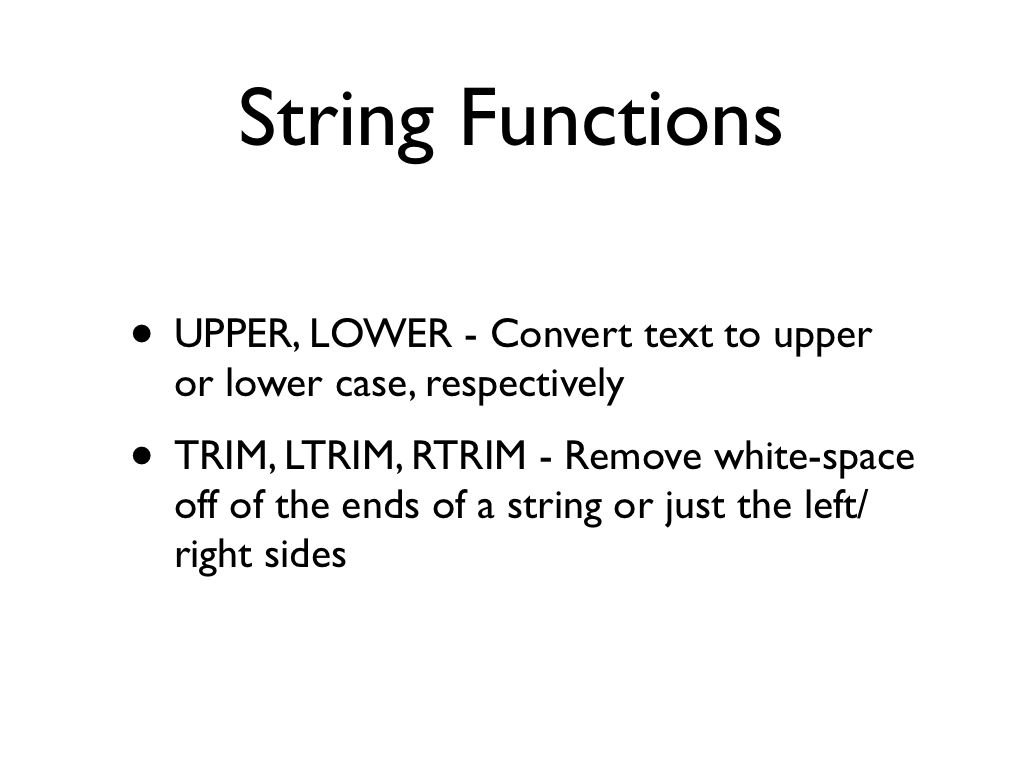 String Functions
• UPPER, LOWER - Convert text to upper
or lower case, respectively
• TRIM, LTRIM, RTRIM - Remove white-space
off of the ends of a string or just the left/
right sides